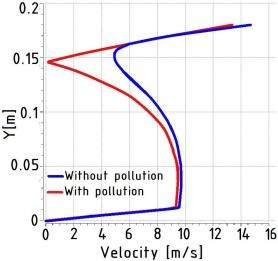 0.2
0.15
0.1
0.05
0
Y[m]
Without pollution
With pollution
0 2 4 6 8 10 12 14 16
Velocity [m/s]